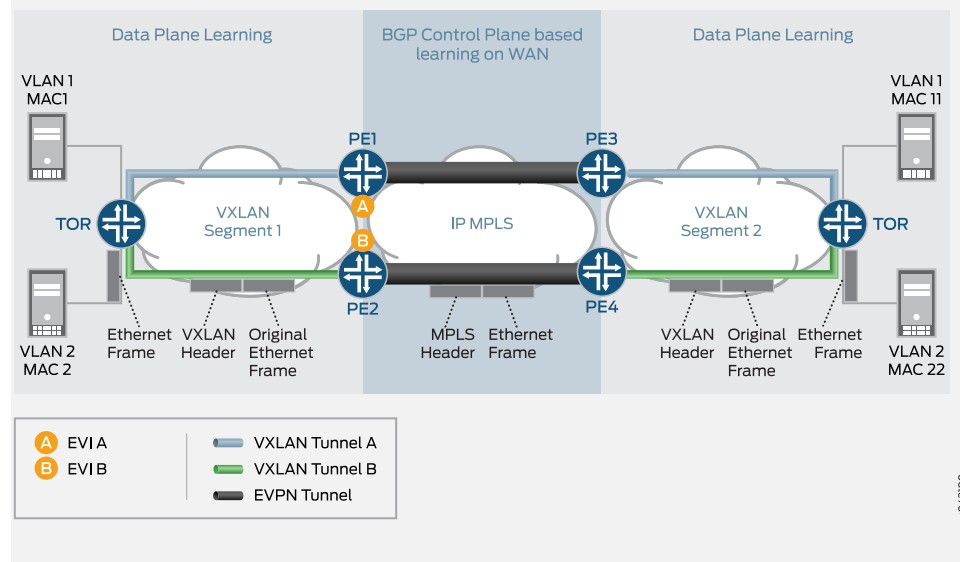 Data Plane Learning
BGP Control Plane based
learning on WAN
Data Plane Learning
VLAN 1
MAC1
VLAN 1
MAC 11
PE1
PE3
A
TOR
VXLAN
Segment 1
IP MPLS
VXLAN
Segment 2
TOR
B
PE2
PE4
VLAN 2
MAC 2
Ethernet
Frame
VXLAN
Header
Original
Ethernet
Frame
MPLS
Header
Ethernet
Frame
VXLAN
Header
Original
Ethernet
Frame
Ethernet
Frame
VLAN 2
MAC 22
A EVI A
B EVI B
VXLAN Tunnel A
VXLAN Tunnel B
EVPN Tunnel